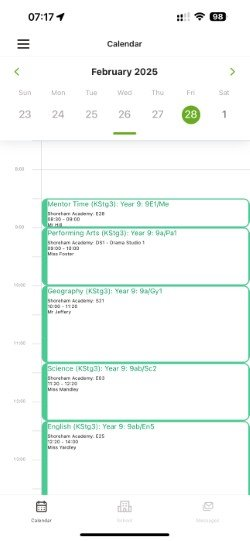 07:17
98
Calendar
February 2025
Sun Mon Tue Wed Thu Fri Sat
23 24 25 26 27 28 1
8:00
Mentor Time (KStg3): Year 9: 9E1/Me
Shoreham Academy: E26
08:30 - 09:00
Mr Hill
9:00
Performing Arts (KStg3): Year 9: 9a/Pa1
Shoreham Academy: DS1 - Drama Studio 1
09:00 - 10:00
Miss Foster
10:00
Geography (KStg3): Year 9: 9a/Gy1
Shoreham Academy: E21
10:00
Mr Jeffery
11:00
Science (KStg3): Year 9: 9ab/Sc2
Shoreham Academy: E03
11:20 - 12:20
Miss Mandley
12:00
English (KStg3): Year 9: 9ab/En5
Shoreham Academy: E25
12:20 - 14:00
Miss Yardley
13:00
Calendar
School
Messages